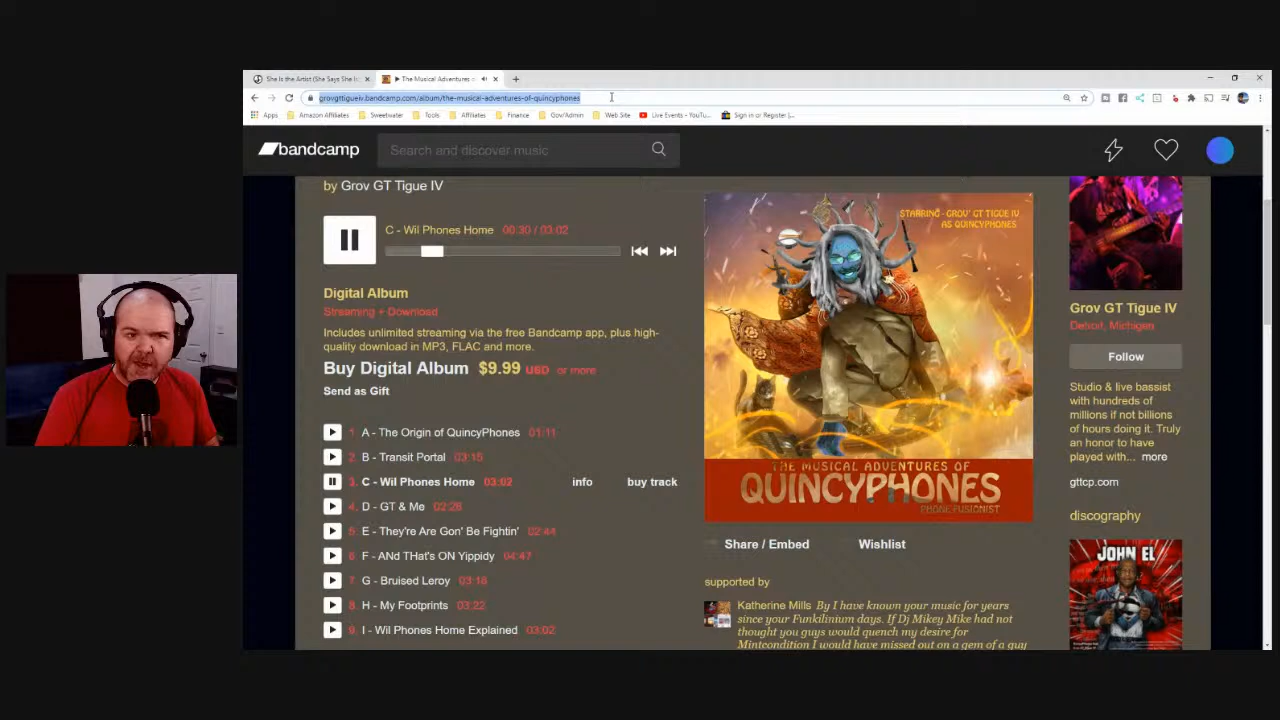 She Is the Artist (She Says She Is
The Musical Adventures o
grovgttigueiv.bandcamp.com/album/the-musical-adventures-of-quincyphones
Apps
Amazon Affiliates
Sweetwater
Tools
Affiliates
Finance
Gov/Admin
Web Site
Live Events - YouTu...
Sign in or Register |...
bandcamp
Search and discover music
by Grov GT Tigue IV
C - Wil Phones Home 00:30 / 03:02
Digital Album
Streaming + Download
Includes unlimited streaming via the free Bandcamp app, plus high-
quality download in MP3, FLAC and more.
Buy Digital Album $9.99 USD or more
Send as Gift
1. A - The Origin of QuincyPhones 01:11
2. B - Transit Portal 03:15
3. C - Wil Phones Home 03:02 info buy track
4. D - GT & Me 02:28
5. E - They're Are Gon' Be Fightin' 02:44
6. F - ANd THat's ON Yippidy 04:47
7. G - Bruised Leroy 03:18
8. H - My Footprints 03:22
9. I - Wil Phones Home Explained 03:02
STARRING - GROV' GT TIGUE IV
AS QUINCYPHONES
THE MUSICAL ADVENTURES OF
QUINCYPHONES
PHONE FUSIONIST
Share / Embed Wishlist
supported by
Katherine Mills By I have known your music for years
since your Funkilinium days. If Dj Mikey Mike had not
thought you guys would quench my desire for
Mintcondition I would have missed out on a gem of a guy
Grov GT Tigue IV
Detroit, Michigan
Follow
Studio & live bassist
with hundreds of
millions if not billions
of hours doing it. Truly
an honor to have
played with... more
gttcp.com
discography
JOHN EL